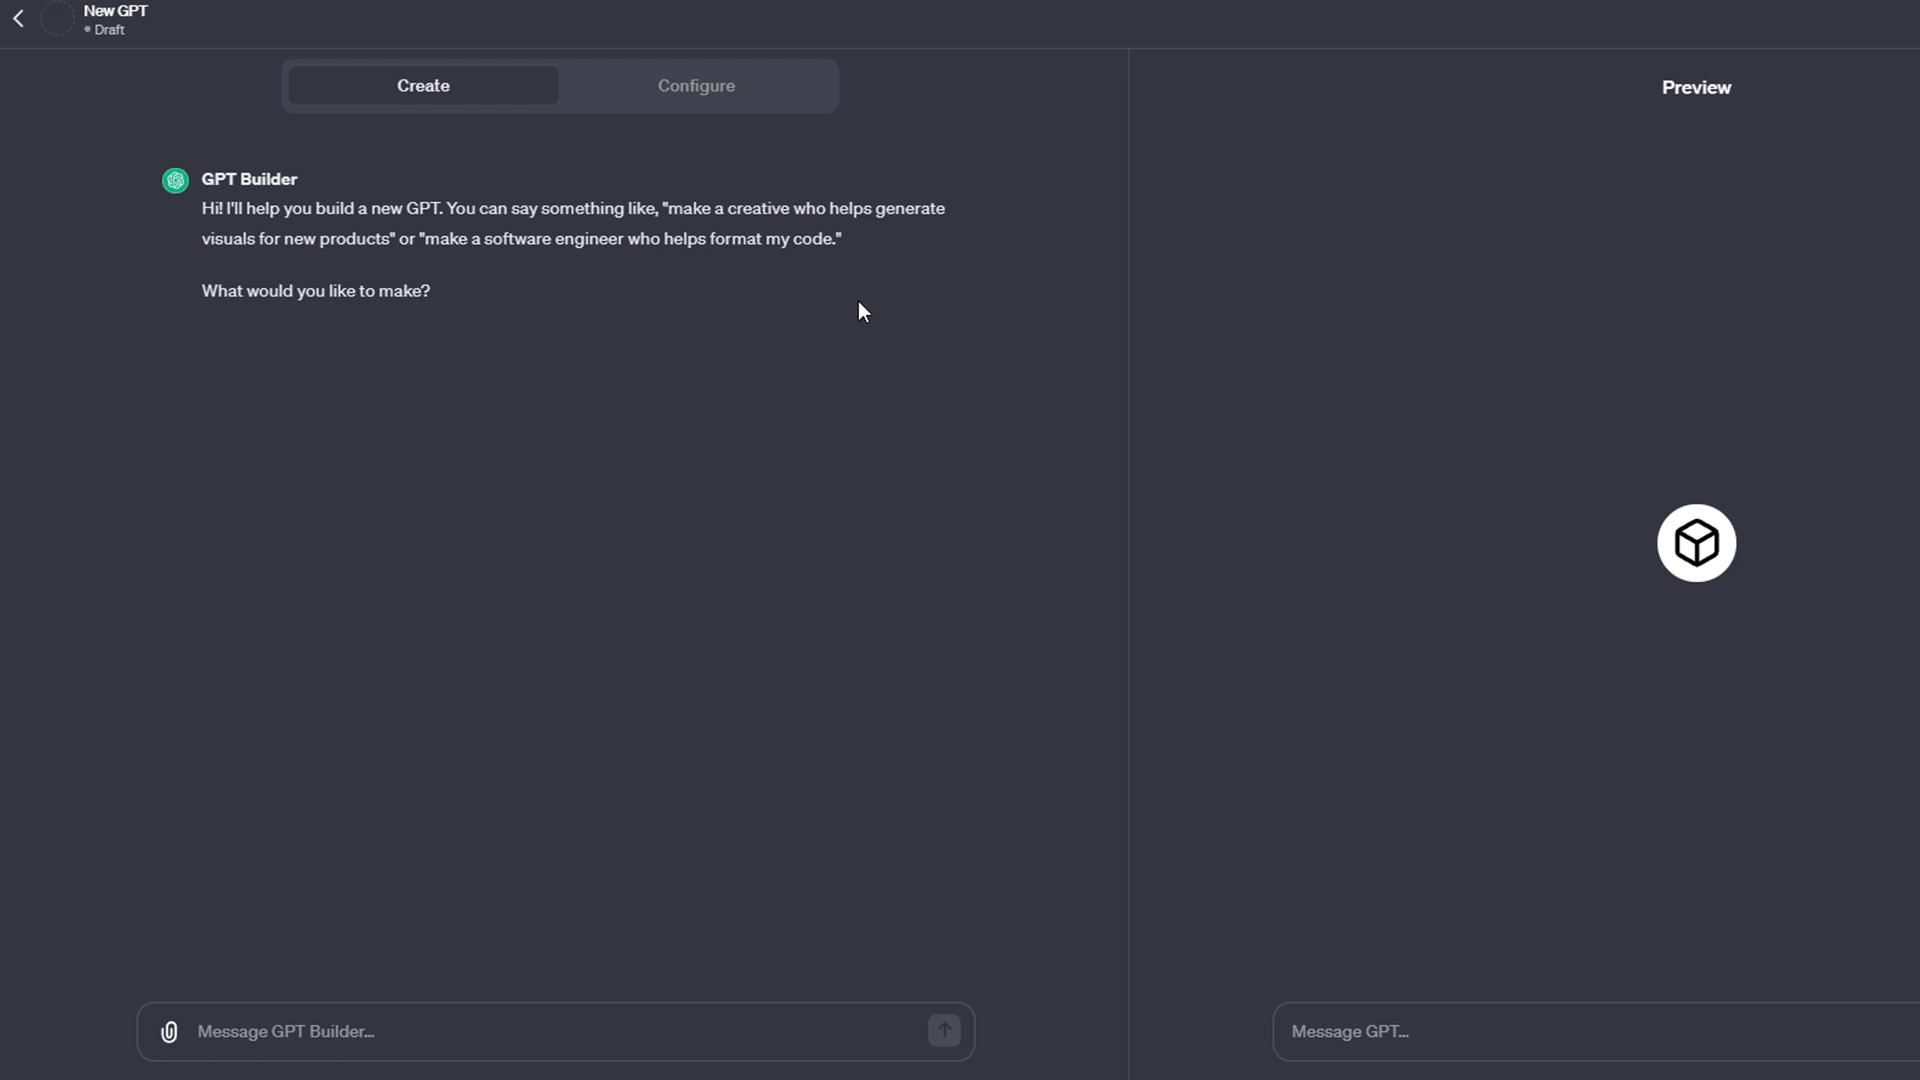 New GPT
Draft
Create
Configure
Preview
GPT Builder
Hi! I'll help you build a new GPT. You can say something like, "make a creative who helps generate
visuals for new products" or "make a software engineer who helps format my code."
What would you like to make?
Message GPT Builder...
Message GPT...